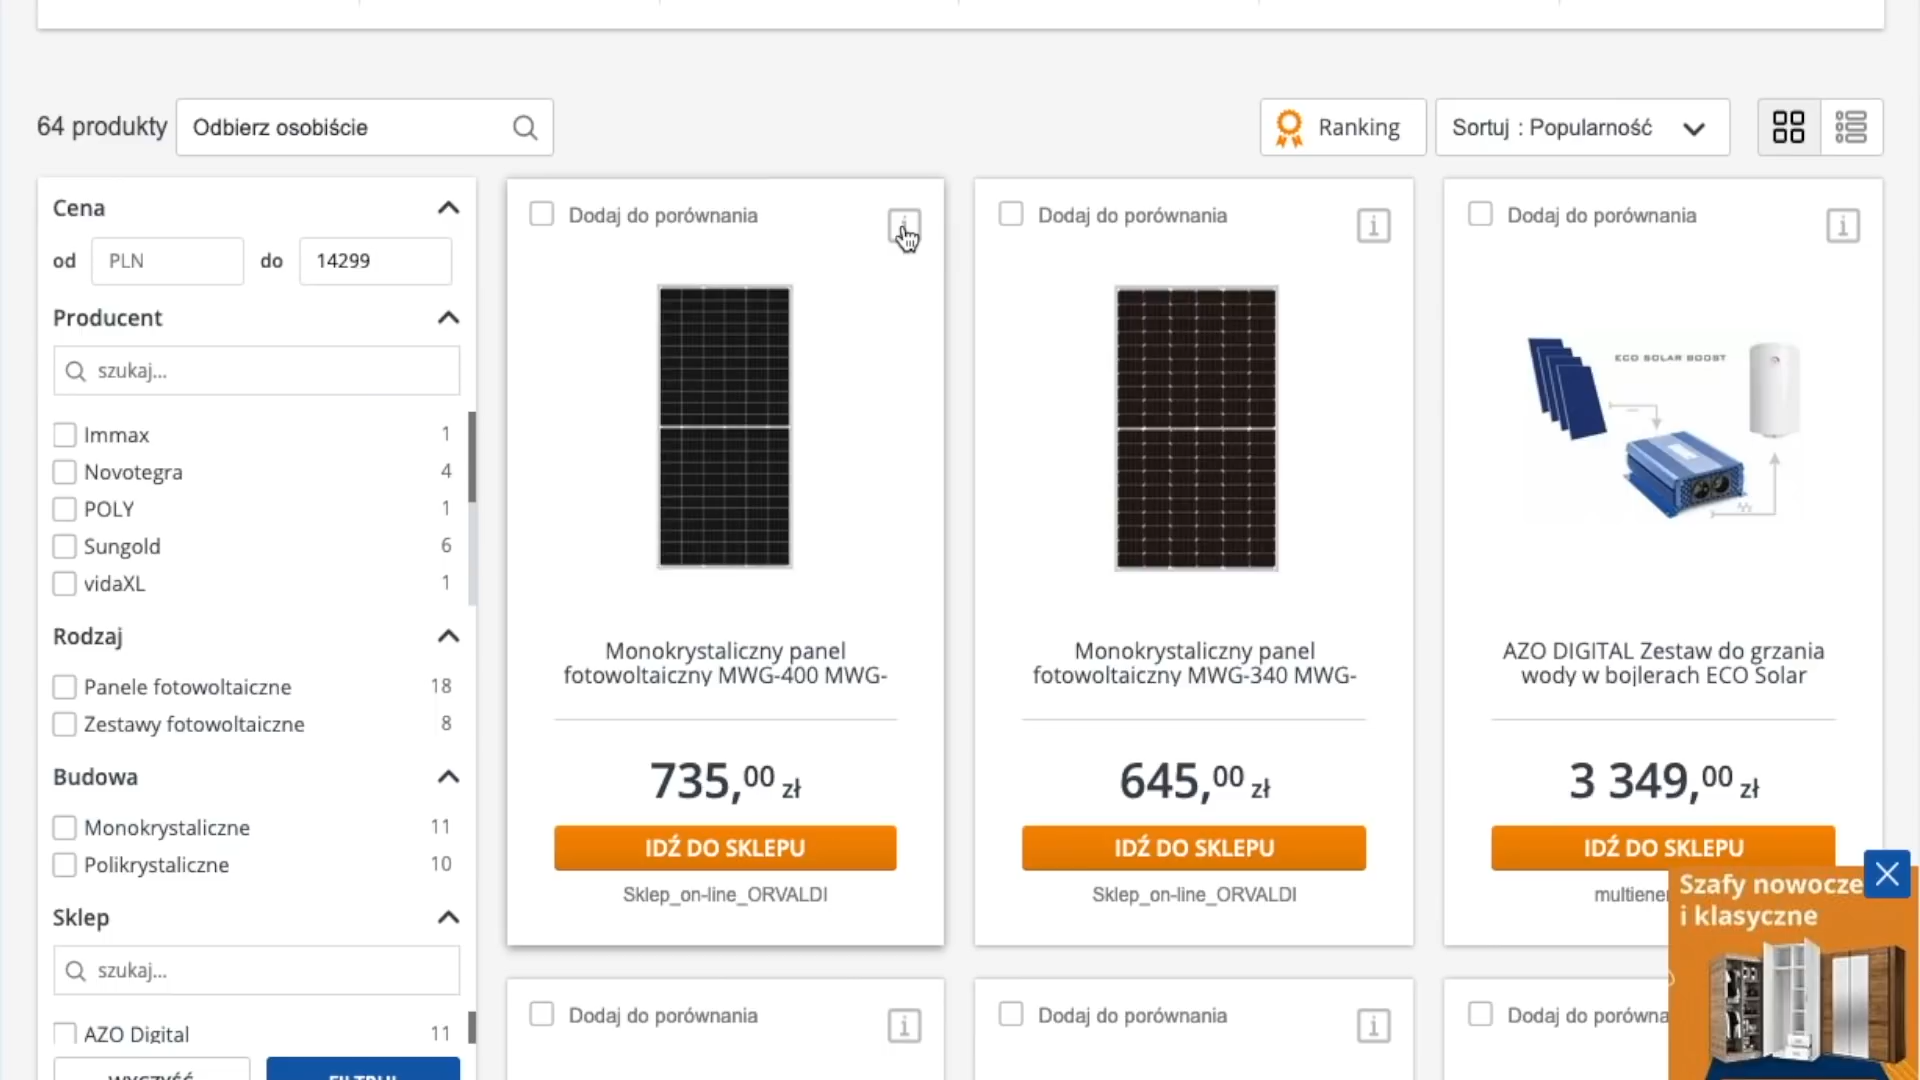 64 produkty
Odbierz osobiście
Ranking
Sortuj : Popularność
Cena
od
PLN
do
14299
Producent
szukaj...
Immax
1
Novotegra
4
POLY
1
Sungold
6
vidaXL
1
Rodzaj
Panele fotowoltaiczne
18
Zestawy fotowoltaiczne
8
Budowa
Monokrystaliczne
11
Polikrystaliczne
10
Sklep
szukaj...
AZO Digital
11
WYCZYŚĆ
FILTRUJ
Dodaj do porównania
Monokrystaliczny panel
fotowoltaiczny MWG-400 MWG-
735,00 zł
IDŹ DO SKLEPU
Sklep_on-line_ORVALDI
Dodaj do porównania
Monokrystaliczny panel
fotowoltaiczny MWG-340 MWG-
645,00 zł
IDŹ DO SKLEPU
Sklep_on-line_ORVALDI
Dodaj do porównania
ECO SOLAR BOOST
AZO DIGITAL Zestaw do grzania
wody w bojlerach ECO Solar
3 349,00 zł
IDŹ DO SKLEPU
Dodaj do porównania
Dodaj do porównania
Dodaj do
Szafy
i klasyczne